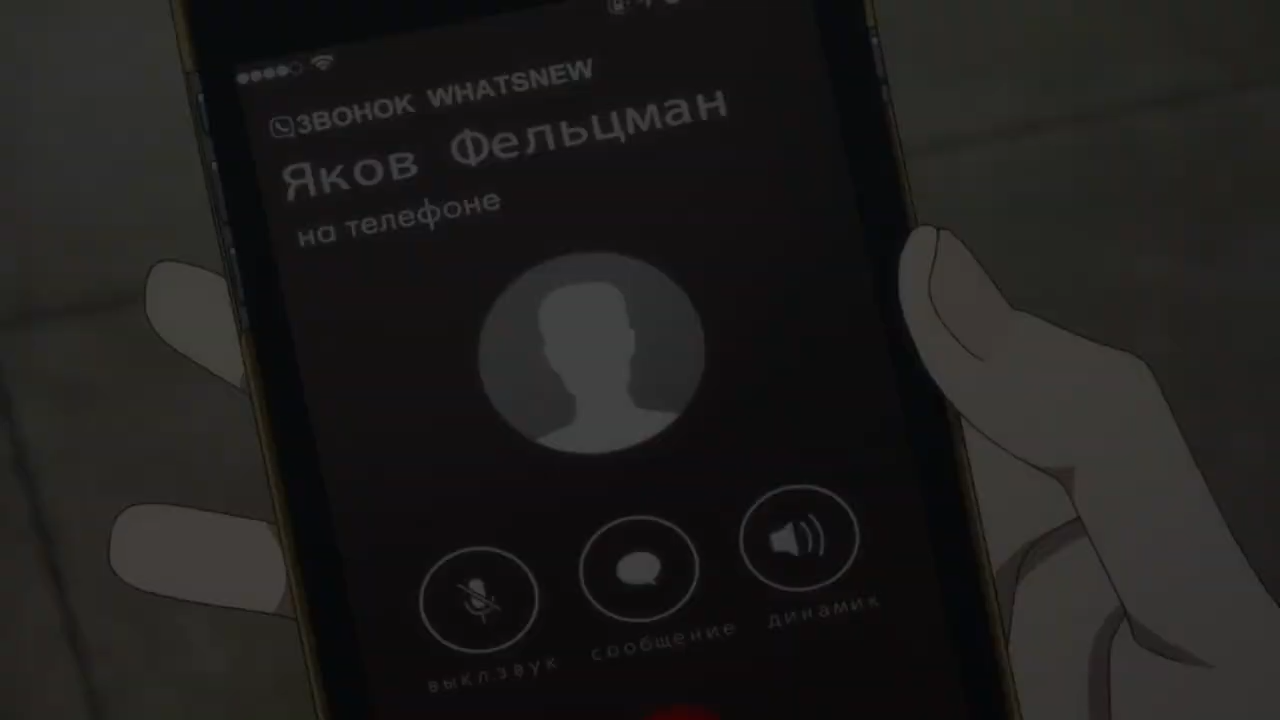 ЗВОНОК WHATSNEW
Яков Фельцман
на телефоне
выкл.звук сообщение динамик